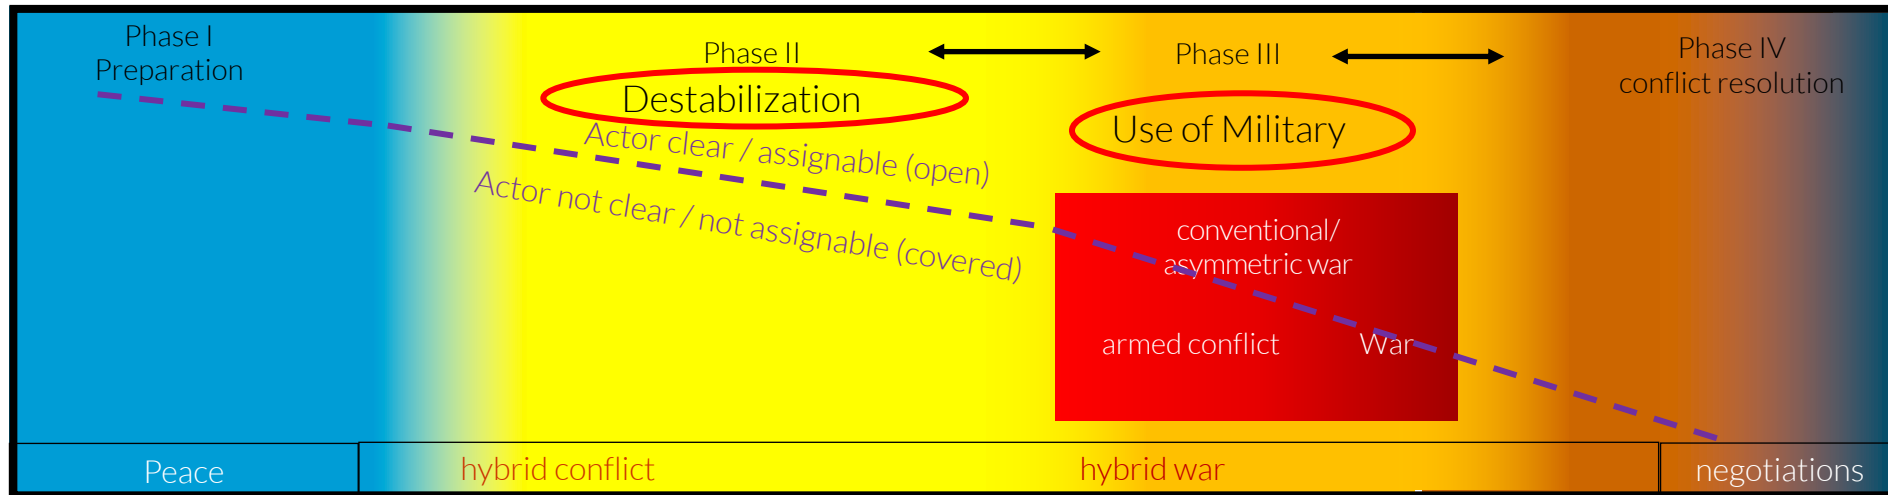 Phase I
Preparation
Phase II
Destabilization
Phase III
Use of Military
Phase IV
conflict resolution
Actor clear / assignable (open)
Actor not clear / not assignable (covered)
conventional/
asymmetric war
armed conflict
War
Peace
hybrid conflict
hybrid war
negotiations